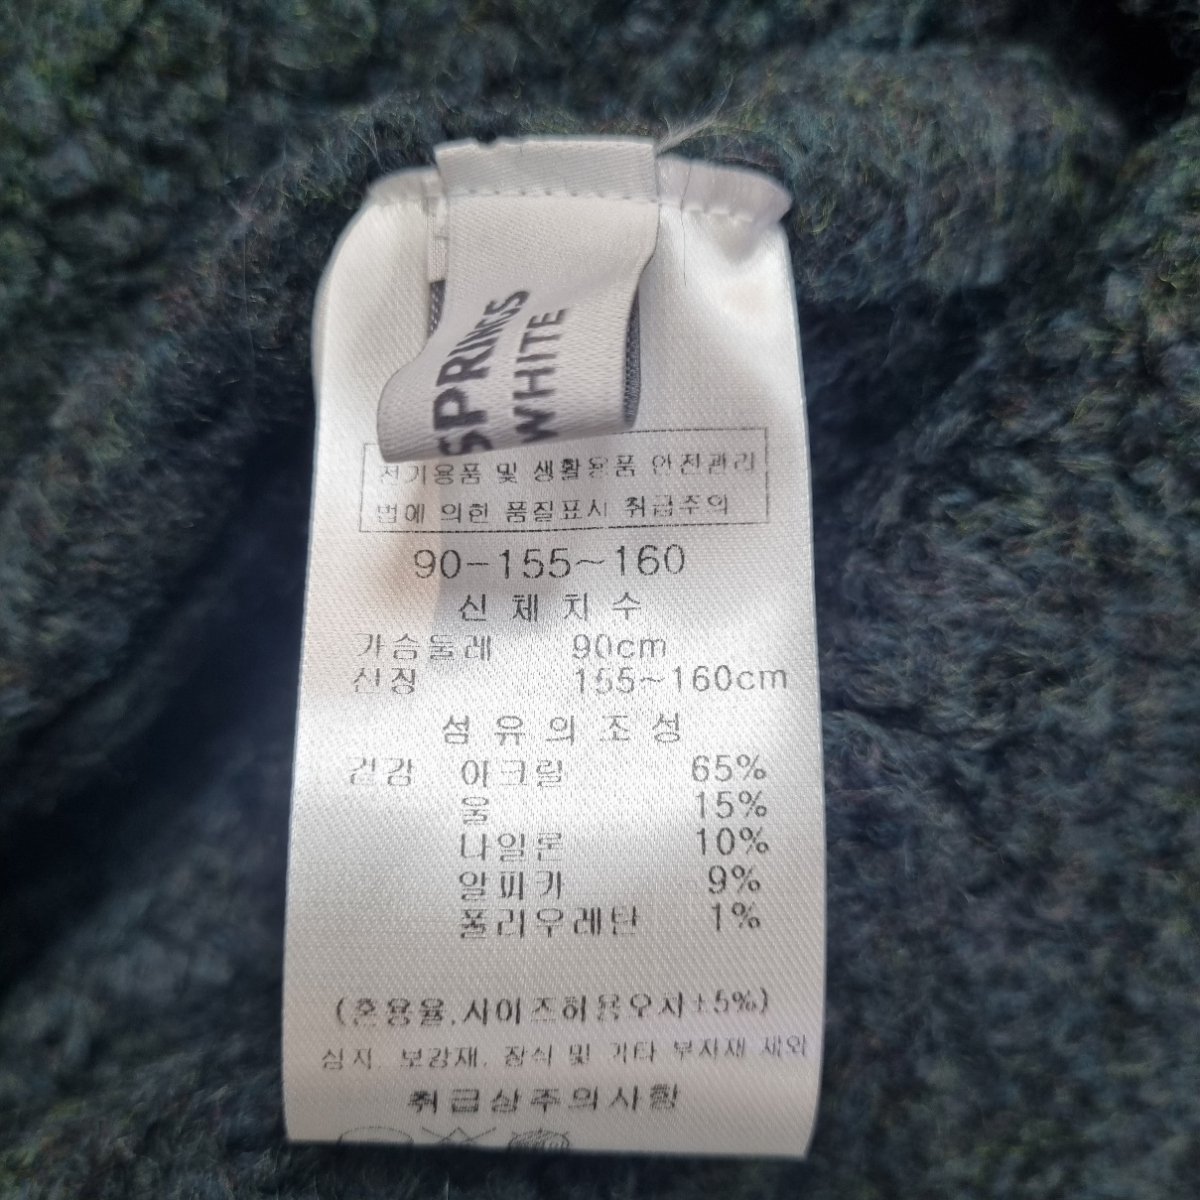 SPRINGS
WHITE
전기용품 및 생활용품 안전관리
법에 의한 품질표시 취급주의
90-155~160
신체치수
가슴둘레 90cm
신장 155~160cm
섬유의조성
겉감 아크릴 65%
울 15%
나일론 10%
알파카 9%
폴리우레탄 1%
(혼용율,사이즈허용오차±5%)
심지, 보강재, 장식 및 기타 부자재 제외
취급상주의사항